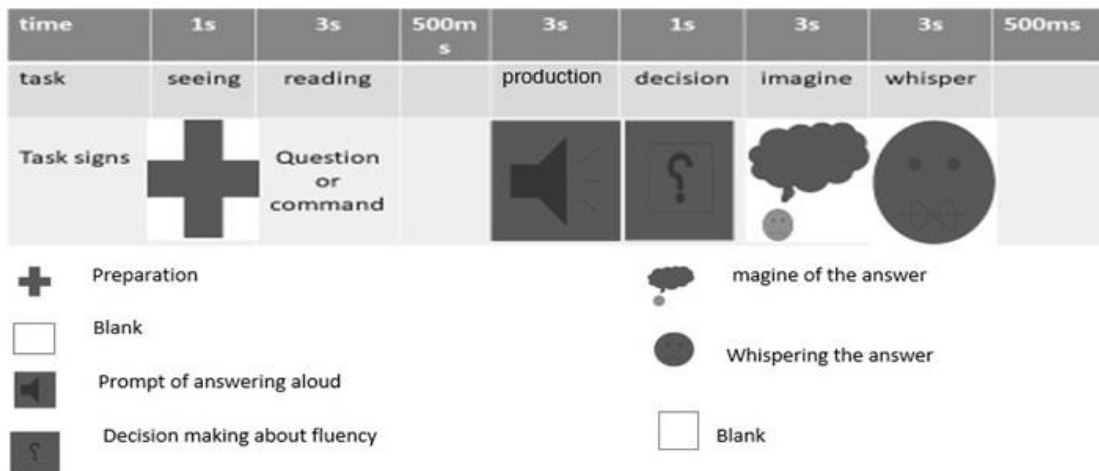 time 1s 3s 500m
s 3s 1s 3s 3s 500ms
task seeing reading production decision imagine whisper
Task signs Question
or
command
؟
Preparation
Blank
Prompt of answering aloud
؟
Decision making about fluency
magine of the answer
Whispering the answer
Blank